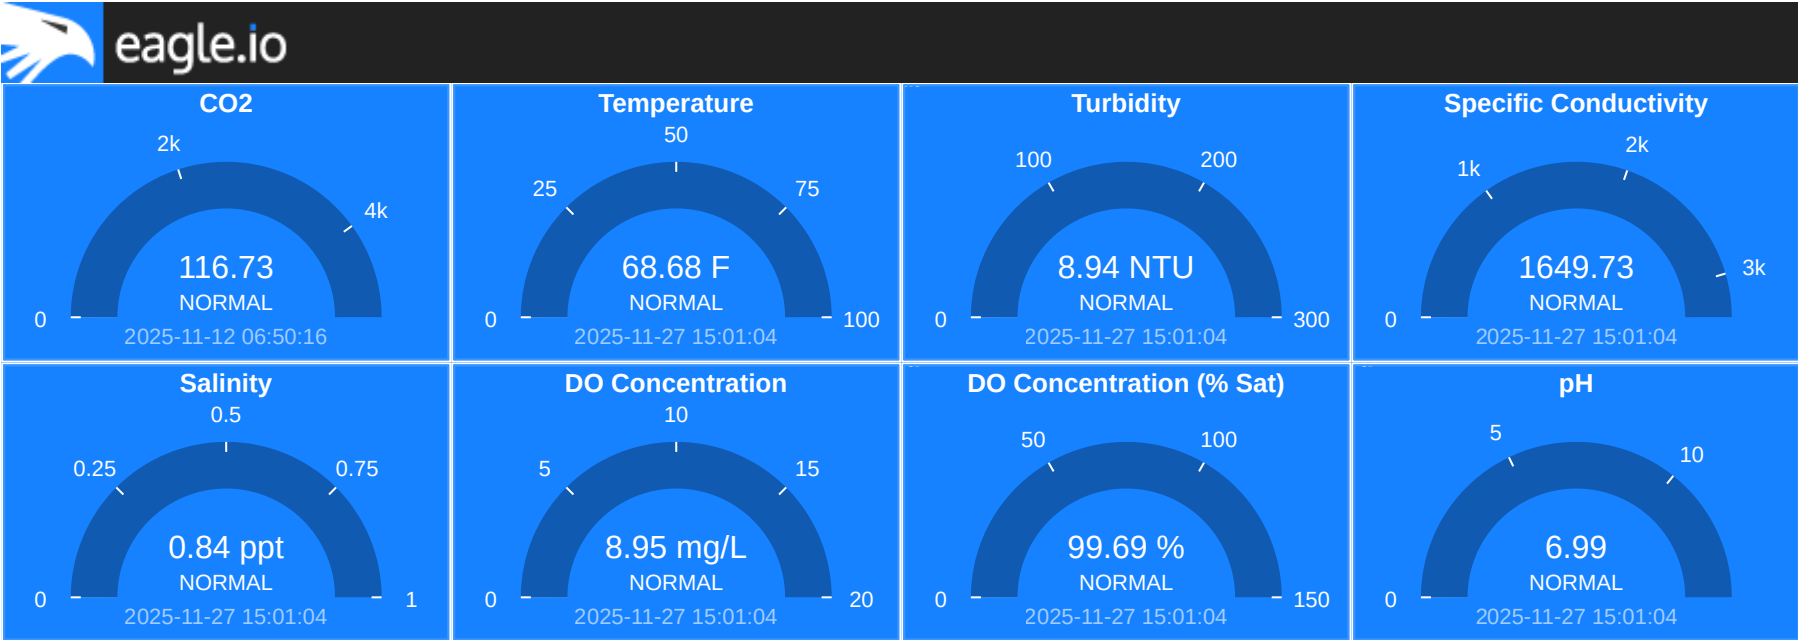 eagle.io
CO2
2k
4k
0
116.73
NORMAL
2025-11-12 06:50:16
Temperature
50
25
75
0
100
68.68 F
NORMAL
2025-11-27 15:01:04
Turbidity
100
200
0
300
8.94 NTU
NORMAL
2025-11-27 15:01:04
Specific Conductivity
2k
1k
3k
0
1649.73
NORMAL
2025-11-27 15:01:04
Salinity
0.5
0.25
0.75
0
1
0.84 ppt
NORMAL
2025-11-27 15:01:04
DO Concentration
10
5
15
0
20
8.95 mg/L
NORMAL
2025-11-27 15:01:04
DO Concentration (% Sat)
50
100
0
150
99.69 %
NORMAL
2025-11-27 15:01:04
pH
5
10
0
6.99
NORMAL
2025-11-27 15:01:04